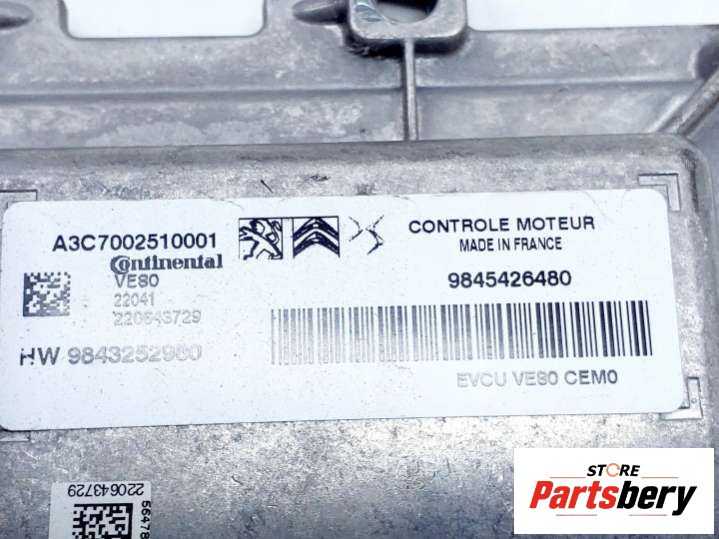 A3C7002510001
Continental
VE80
22041
220643729
HW 9843252980
CONTROLE MOTEUR
MADE IN FRANCE
9845426480
EVCU VE80 CEM0
220643729
56478
STORE
Partsbery